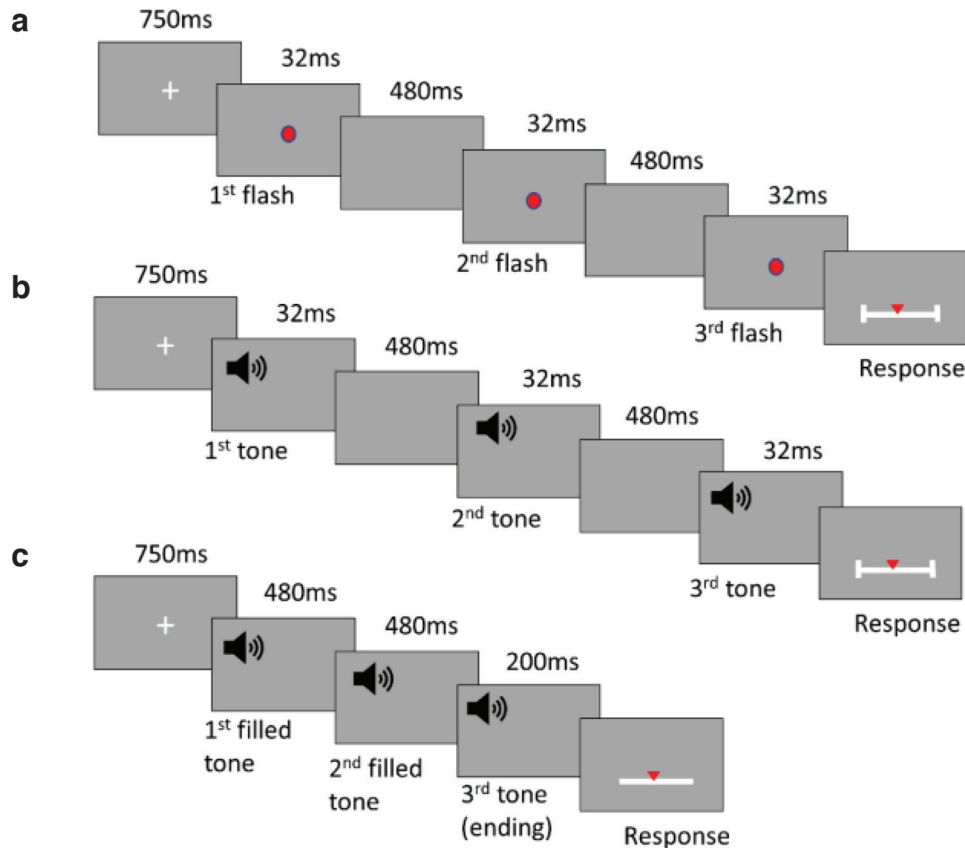 a
750ms
32ms
480ms
32ms
480ms
32ms
1st flash
2nd flash
3rd flash
Response
b
750ms
32ms
480ms
32ms
480ms
32ms
1st tone
2nd tone
3rd tone
Response
c
750ms
480ms
480ms
200ms
1st filled
tone
2nd filled
tone
3rd tone
(ending)
Response